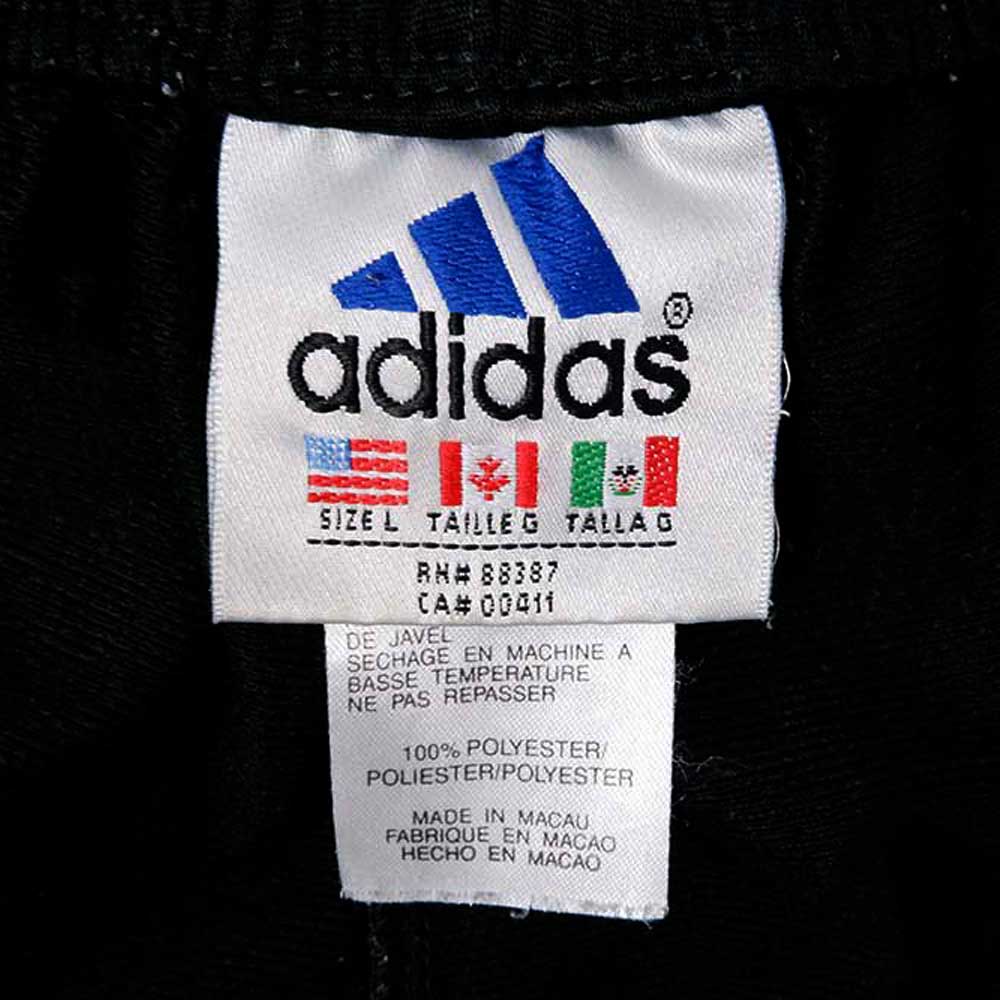 adidas®
SIZE L TAILLE G TALLA G
RN# 88387
CA# 00411
DE JAVEL
SECHAGE EN MACHINE A
BASSE TEMPERATURE
NE PAS REPASSER
100% POLYESTER/
POLIESTER/POLYESTER
MADE IN MACAU
FABRIQUE EN MACAO
HECHO EN MACAO